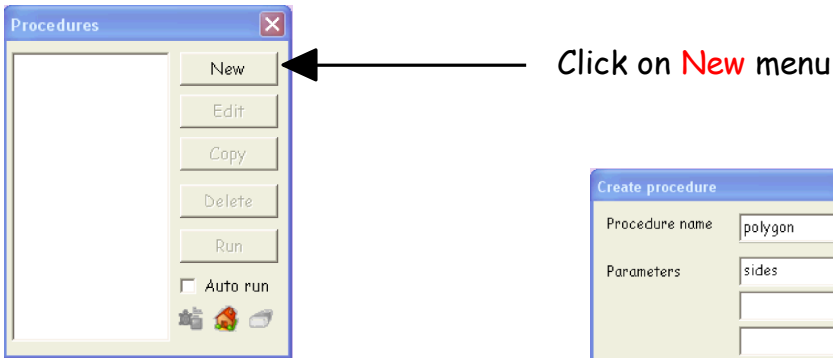 Procedures
New
Edit
Copy
Delete
Run
Auto run
Click on New menu
Create procedure
Procedure name polygon
Parameters sides